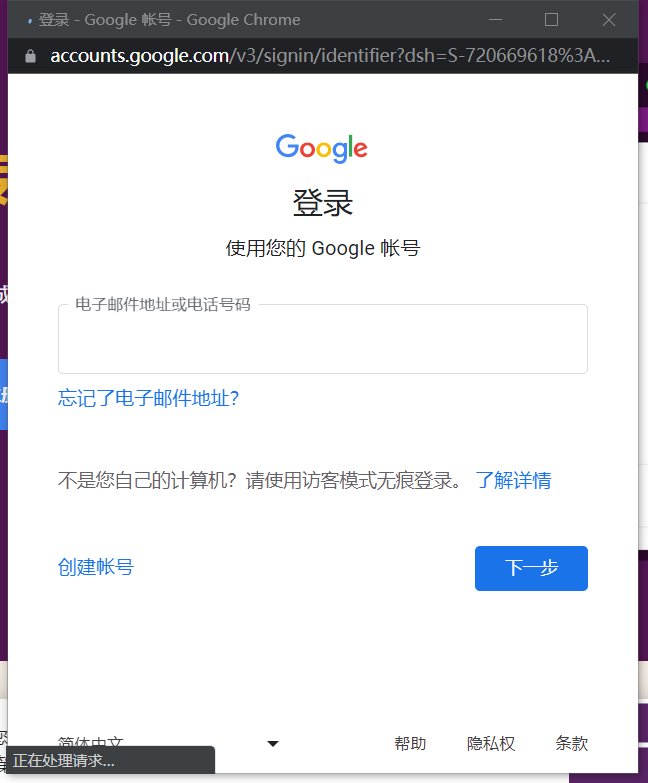 登录 - Google 帐号 - Google Chrome
accounts.google.com/v3/signin/identifier?dsh=S-720669618%3A...
Google
登录
使用您的 Google 帐号
电子邮件地址或电话号码
忘记了电子邮件地址?
不是您自己的计算机？请使用访客模式无痕登录。 了解详情
创建帐号
下一步
简体中文
帮助
隐私权
条款
正在处理请求...